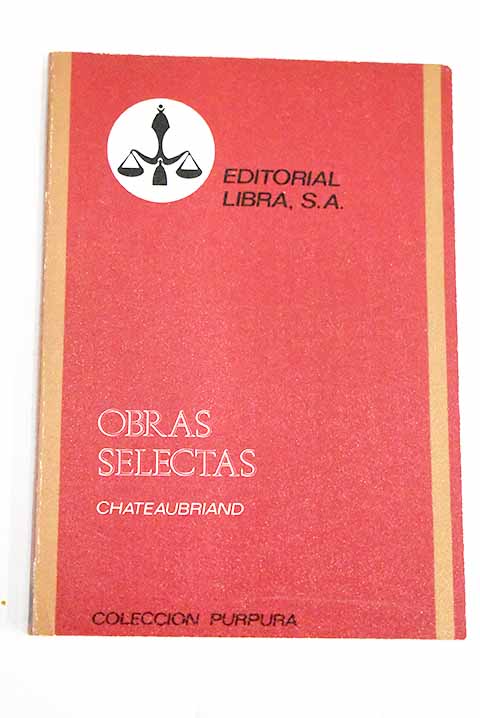 EDITORIAL
LIBRA, S.A.
OBRAS
SELECTAS
CHATEAUBRIAND
COLECCION PURPURA